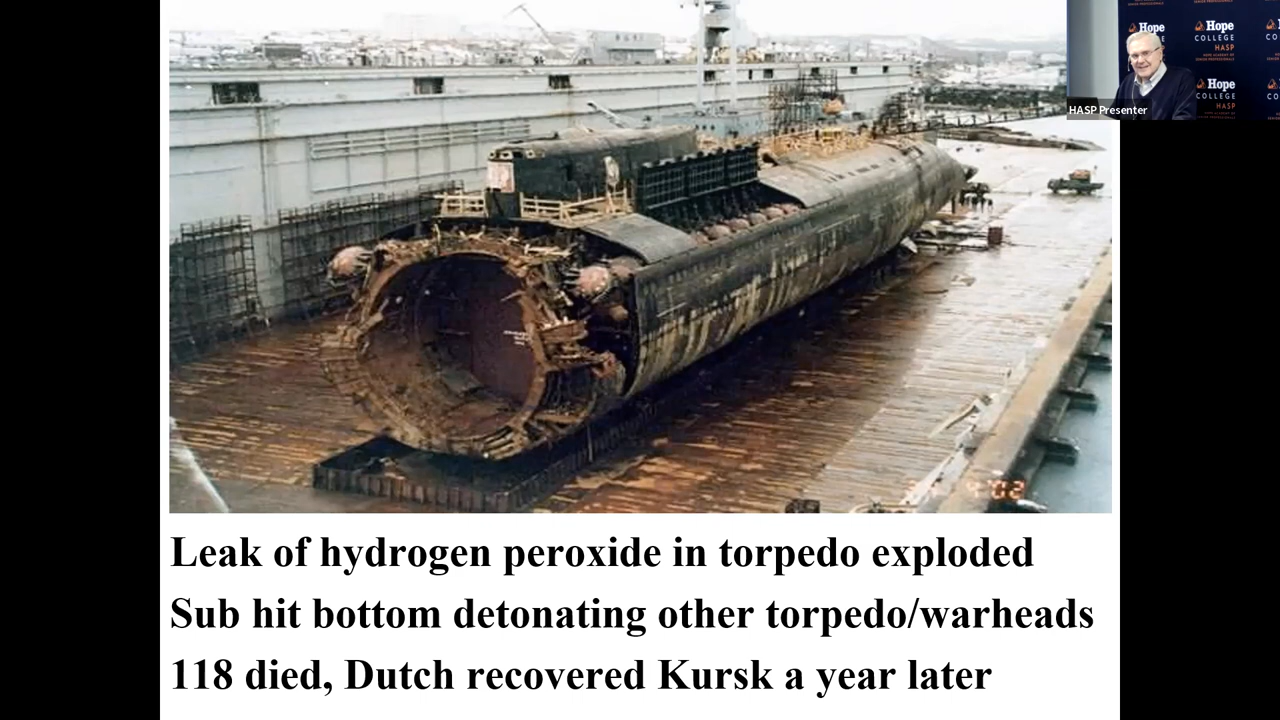 Hope
COLLEGE
HASP
Hope
COLLEGE
HASP
HASP Presenter
Leak of hydrogen peroxide in torpedo exploded
Sub hit bottom detonating other torpedo/warheads
118 died, Dutch recovered Kursk a year later